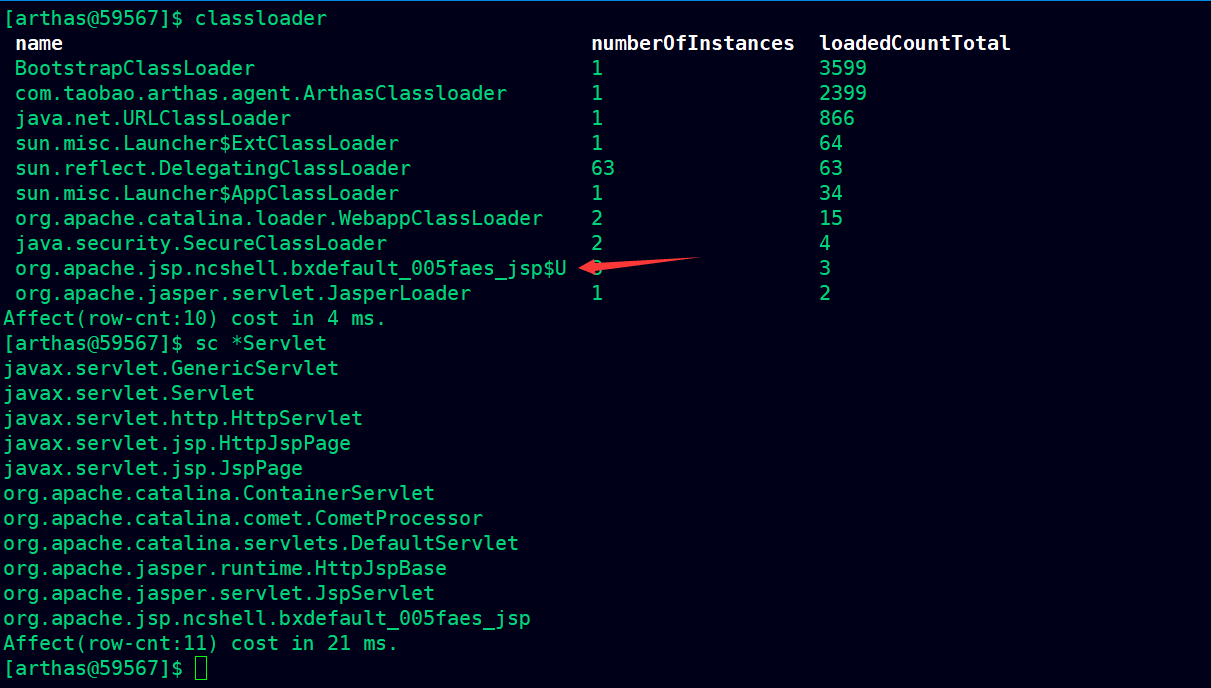 [arthas@59567]$ classloader
name numberOfInstances loadedCountTotal
BootstrapClassLoader 1 3599
com.taobao.arthas.agent.ArthasClassloader 1 2399
java.net.URLClassLoader 1 866
sun.misc.Launcher$ExtClassLoader 1 64
sun.reflect.DelegatingClassLoader 63 63
sun.misc.Launcher$AppClassLoader 1 34
org.apache.catalina.loader.WebappClassLoader 2 15
java.security.SecureClassLoader 2 4
org.apache.jsp.ncshell.bxdefault_005faes_jsp$U 3 3
org.apache.jasper.servlet.JasperLoader 1 2
Affect(row-cnt:10) cost in 4 ms.
[arthas@59567]$ sc *Servlet
javax.servlet.GenericServlet
javax.servlet.Servlet
javax.servlet.http.HttpServlet
javax.servlet.jsp.HttpJspPage
javax.servlet.jsp.JspPage
org.apache.catalina.ContainerServlet
org.apache.catalina.comet.CometProcessor
org.apache.catalina.servlets.DefaultServlet
org.apache.jasper.runtime.HttpJspBase
org.apache.jasper.servlet.JspServlet
org.apache.jsp.ncshell.bxdefault_005faes_jsp
Affect(row-cnt:11) cost in 21 ms.
[arthas@59567]$